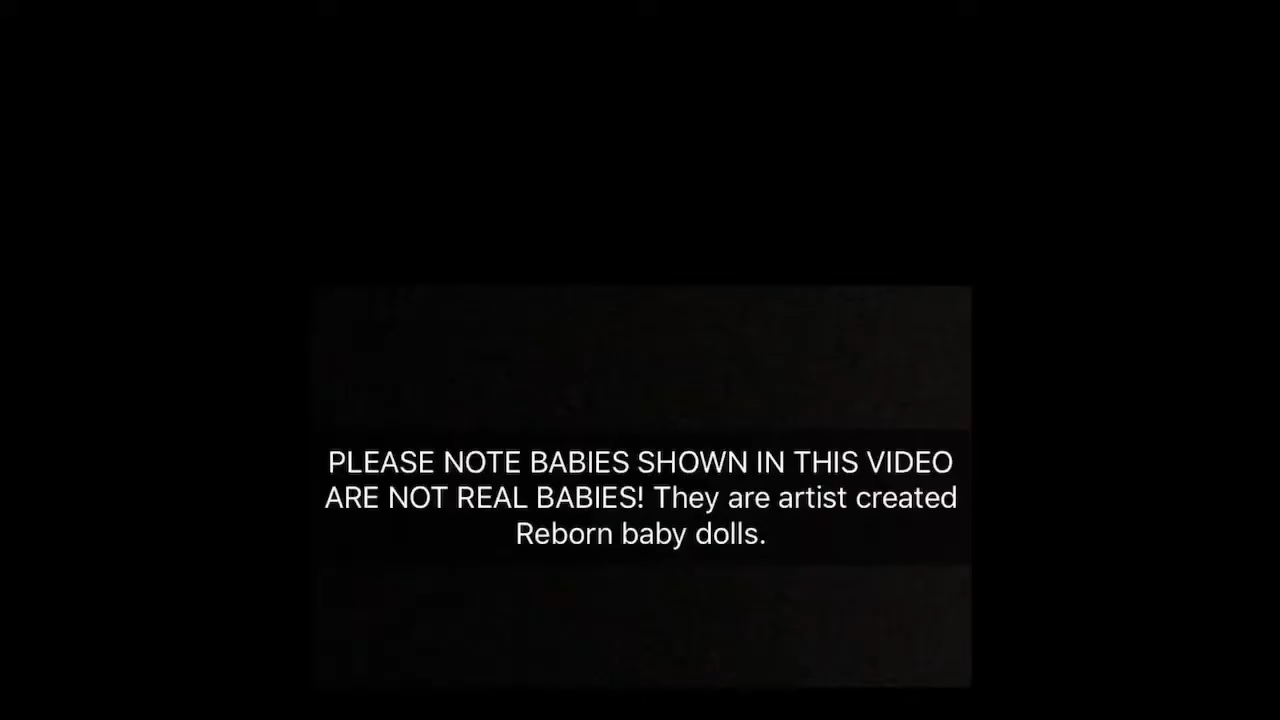 PLEASE NOTE BABIES SHOWN IN THIS VIDEO
ARE NOT REAL BABIES! They are artist created
Reborn baby dolls.